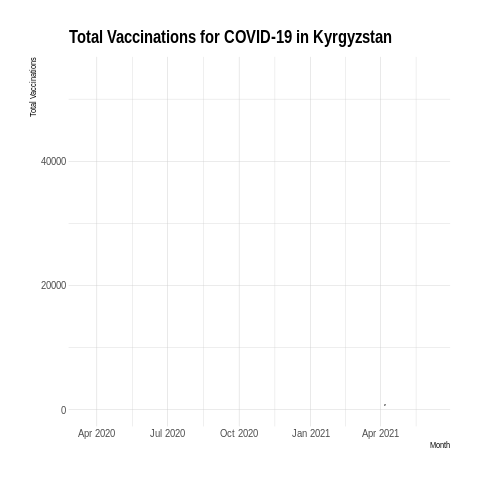 Total Vaccinations for COVID-19 in Kyrgyzstan
Total Vaccinations
40000
20000
0
Apr 2020 Jul 2020 Oct 2020 Jan 2021 Apr 2021
Month